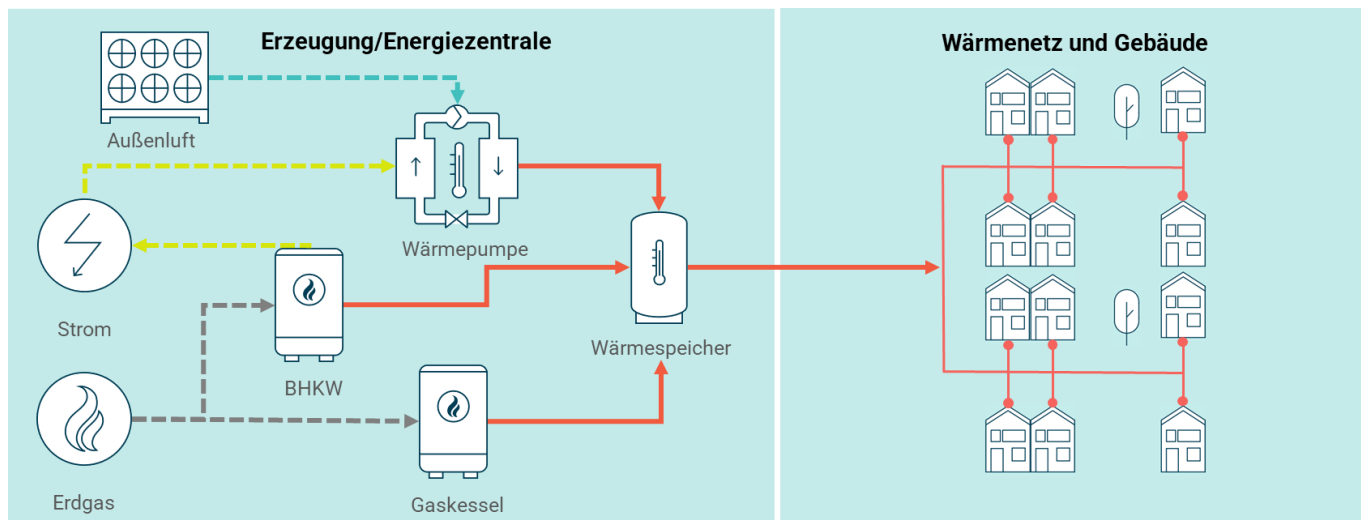 Erzeugung/Energiezentrale
Außenluft
Wärmepumpe
Strom
BHKW
Wärmespeicher
Erdgas
Gaskessel
Wärmenetz und Gebäude